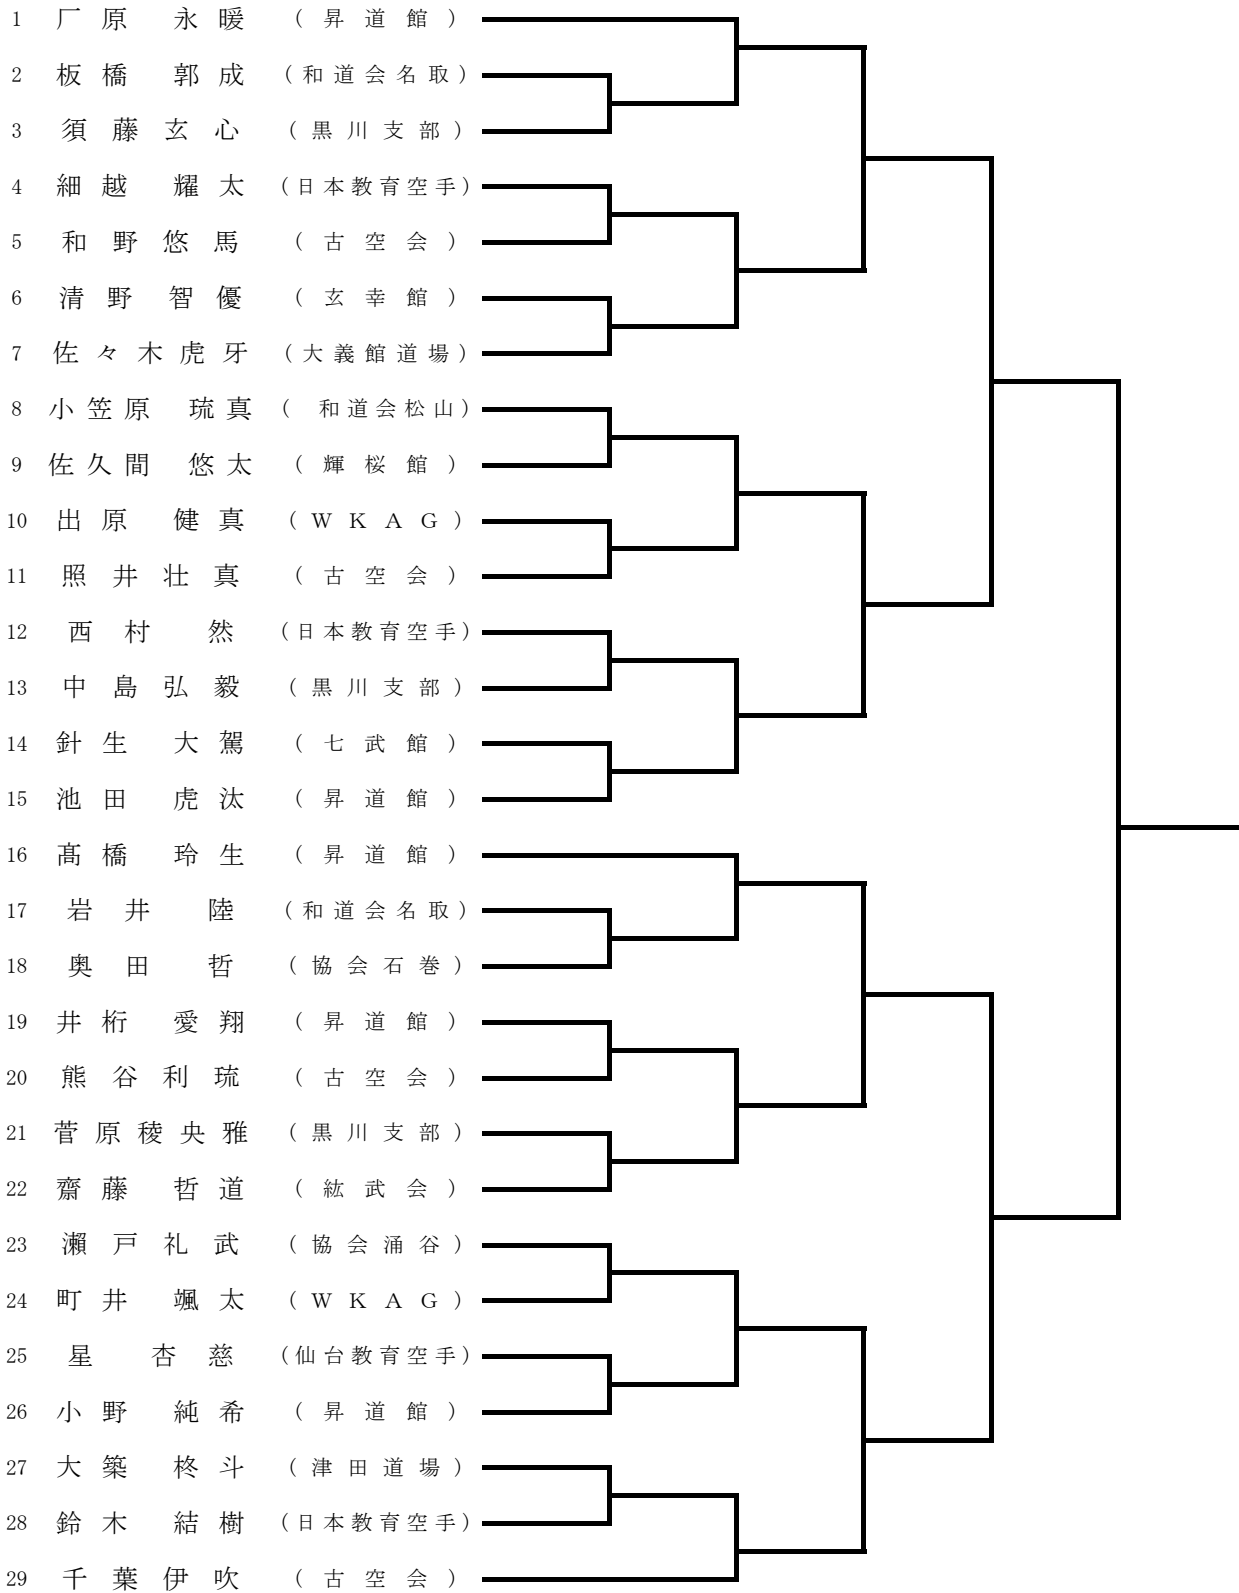 1 厂原 永暖 (昇道館)
2 板橋 郭成 (和道会名取)
3 須藤玄心 (黒川支部)
4 細越 耀太 (日本教育空手)
5 和野悠馬 (古空会)
6 清野 智優 (玄幸館)
7 佐々木虎牙 (大義館道場)
8 小笠原 琉真 (和道会松山)
9 佐久間 悠太 (輝桜館)
10 出原 健真 (WKAG)
11 照井壮真 (古空会)
12 西村 然 (日本教育空手)
13 中島弘毅 (黒川支部)
14 針生 大駕 (七武館)
15 池田 虎汰 (昇道館)
16 髙橋 玲生 (昇道館)
17 岩井 陸 (和道会名取)
18 奥田 哲 (協会石巻)
19 井桁 愛翔 (昇道館)
20 熊谷利琉 (古空会)
21 菅原稜央雅 (黒川支部)
22 齋藤 哲道 (紘武会)
23 瀨戸礼武 (協会涌谷)
24 町井 颯太 (WKAG)
25 星 杏慈 (仙台教育空手)
26 小野 純希 (昇道館)
27 大築 柊斗 (津田道場)
28 鈴木 結樹 (日本教育空手)
29 千葉伊吹 (古空会)